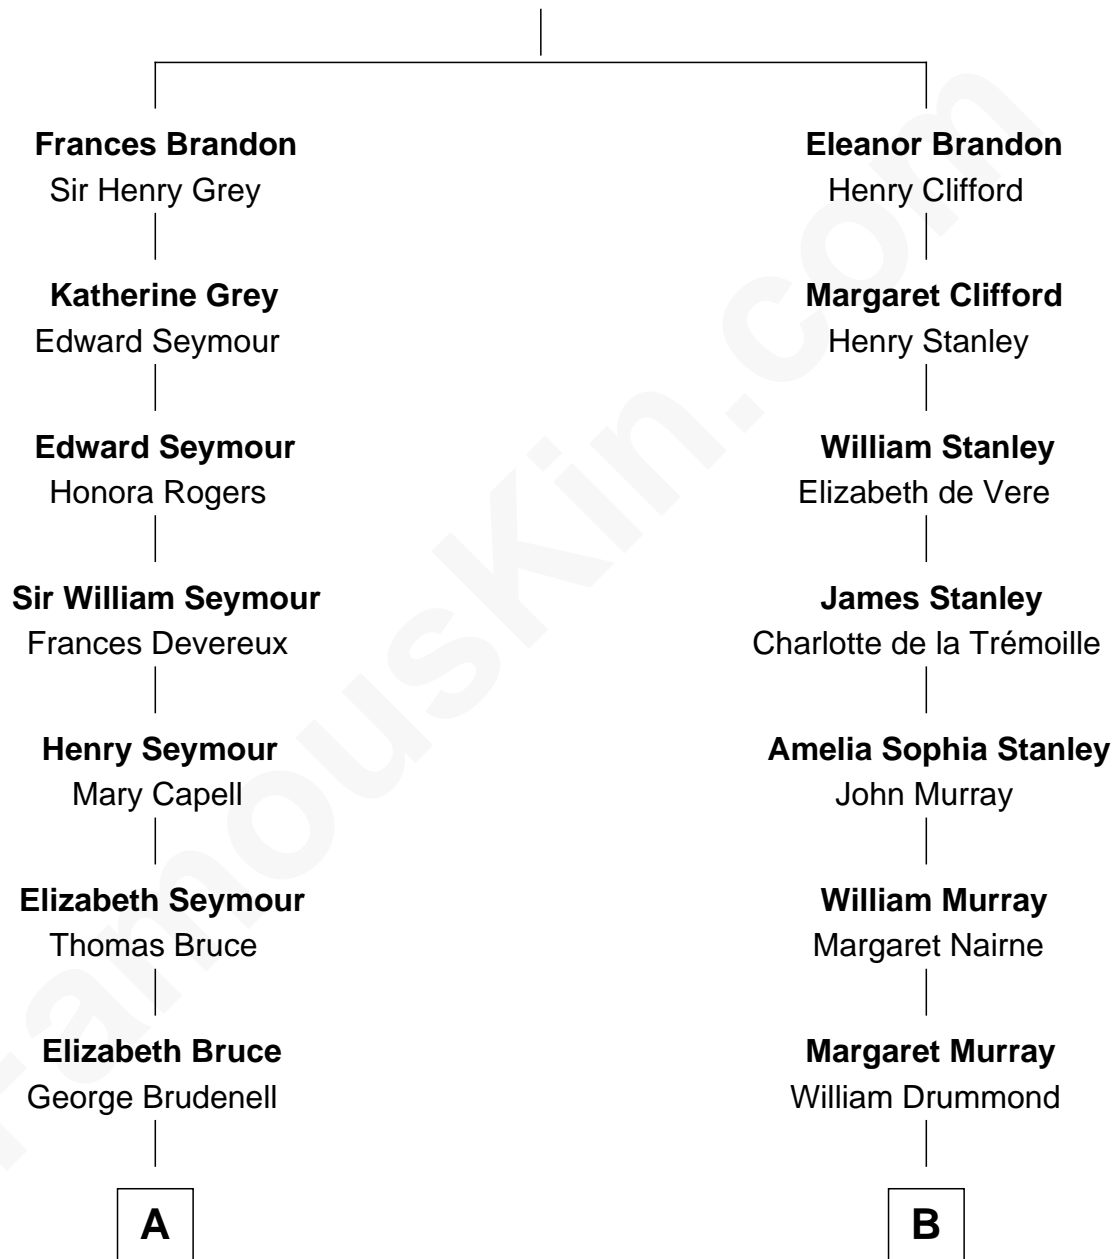 Frances Brandon
Sir Henry Grey
Katherine Grey
Edward Seymour
Edward Seymour
Honora Rogers
Sir William Seymour
Frances Devereux
Henry Seymour
Mary Capell
Elizabeth Seymour
Thomas Bruce
Elizabeth Bruce
George Brudenell
A
Eleanor Brandon
Henry Clifford
Margaret Clifford
Henry Stanley
William Stanley
Elizabeth de Vere
James Stanley
Charlotte de la Trémoille
Amelia Sophia Stanley
John Murray
William Murray
Margaret Nairne
Margaret Murray
William Drummond
B
FamousKin.com